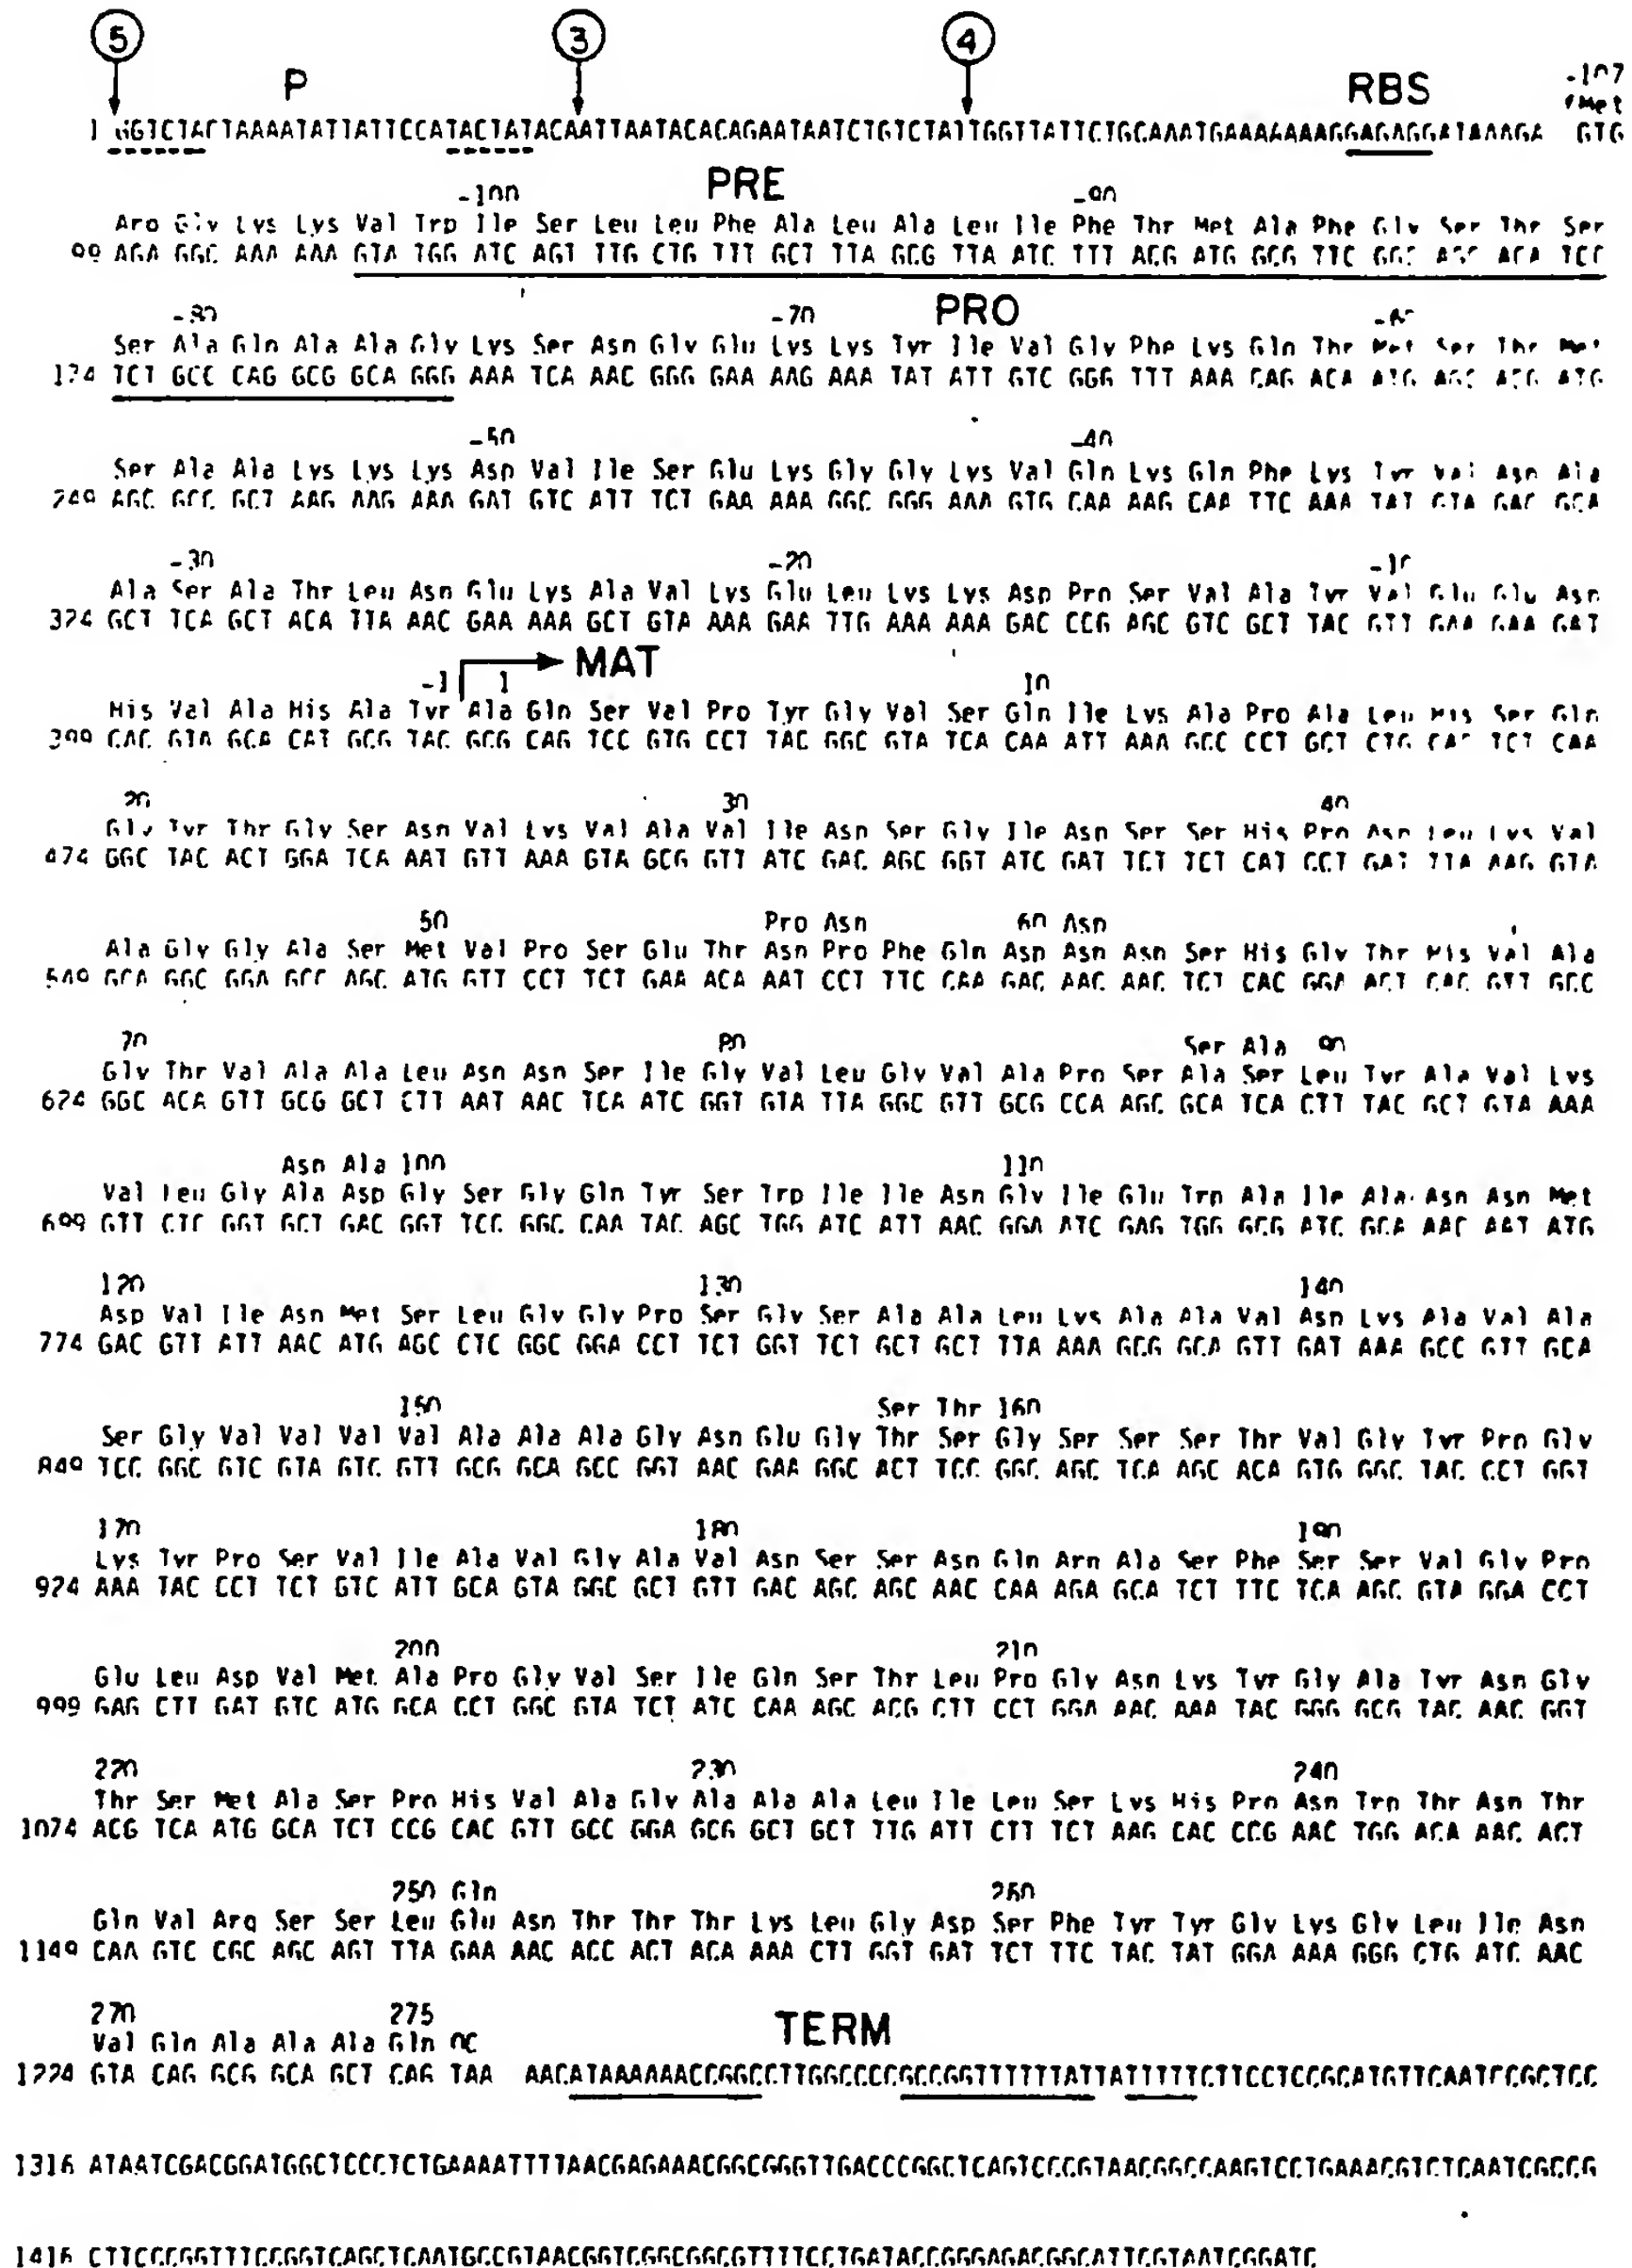 5 3 4
P RBS -107
fMet
1 GGTCTACTAAAATATTATTCCATACTATACAATTAATACACAGAATAATCTGTCTATTGGTTATTCTGCAAATGAAAAAAAGGAGAGGATAAAGA GTG
-100 PRE -90
Arg Gly Lys Lys Val Trp Ile Ser Leu Leu Phe Ala Leu Ala Leu Ile Phe Thr Met Ala Phe Gly Ser Thr Ser
99 AGA GGC AAA AAA GTA TGG ATC AGT TTG CTG TTT GCT TTA GCG TTA ATC TTT ACG ATG GCG TTC GGC AGC ACA TCC
-80 -70 PRO -60
Ser Ala Gln Ala Ala Gly Lys Ser Asn Gly Glu Lys Lys Tyr Ile Val Gly Phe Lys Gln Thr Met Ser Thr Met
174 TCT GCC CAG GCG GCA GGG AAA TCA AAC GGG GAA AAG AAA TAT ATT GTC GGG TTT AAA CAG ACA ATG AGC ACG ATG
-50 -40
Ser Ala Ala Lys Lys Lys Asp Val Ile Ser Glu Lys Gly Gly Lys Val Gln Lys Gln Phe Lys Tyr Val Asp Ala
249 AGC GCC GCT AAG AAG AAA GAT GTC ATT TCT GAA AAA GGC GGG AAA GTG CAA AAG CAA TTC AAA TAT GTA GAC GCA
-30 -20 -10
Ala Ser Ala Thr Leu Asn Glu Lys Ala Val Lys Glu Leu Lys Lys Asp Pro Ser Val Ala Tyr Val Glu Glu Asp
324 GCT TCA GCT ACA TTA AAC GAA AAA GCT GTA AAA GAA TTG AAA AAA GAC CCG AGC GTC GCT TAC GTT GAA GAA GAT
-1 1 MAT 10
His Val Ala His Ala Tyr Ala Gln Ser Val Pro Tyr Gly Val Ser Gln Ile Lys Ala Pro Ala Leu His Ser Gln
399 CAC GTA GCA CAT GCG TAC GCG CAG TCC GTG CCT TAC GGC GTA TCA CAA ATT AAA GCC CCT GCT CTG CAC TCT CAA
20 30 40
Gly Tyr Thr Gly Ser Asn Val Lys Val Ala Val Ile Asp Ser Gly Ile Asp Ser Ser His Pro Asp Leu Lys Val
474 GGC TAC ACT GGA TCA AAT GTT AAA GTA GCG GTT ATC GAC AGC GGT ATC GAT TCT TCT CAT CCT GAT TTA AAG GTA
50 Pro Asn 60 Asp
Ala Gly Gly Ala Ser Met Val Pro Ser Glu Thr Asn Pro Phe Gln Asp Asn Asn Ser His Gly Thr His Val Ala
549 GCA GGC GGA GCC AGC ATG GTT CCT TCT GAA ACA AAT CCT TTC CAA GAC AAC AAC TCT CAC GGA ACT CAC GTT GCC
70 80 Ser Ala 90
Gly Thr Val Ala Ala Leu Asn Asn Ser Ile Gly Val Leu Gly Val Ala Pro Ser Ala Ser Leu Tyr Ala Val Lys
624 GGC ACA GTT GCG GCT CTT AAT AAC TCA ATC GGT GTA TTA GGC GTT GCG CCA AGC GCA TCA CTT TAC GCT GTA AAA
Asp Ala 100 110
Val Leu Gly Ala Asp Gly Ser Gly Gln Tyr Ser Trp Ile Ile Asn Gly Ile Glu Trp Ala Ile Ala Asn Asn Met
699 GTT CTC GGT GCT GAC GGT TCC GGC CAA TAC AGC TGG ATC ATT AAC GGA ATC GAG TGG GCG ATC GCA AAC AAT ATG
120 130 140
Asp Val Ile Asn Met Ser Leu Gly Gly Pro Ser Gly Ser Ala Ala Leu Lys Ala Ala Val Asp Lys Ala Val Ala
774 GAC GTT ATT AAC ATG AGC CTC GGC GGA CCT TCT GGT TCT GCT GCT TTA AAA GCG GCA GTT GAT AAA GCC GTT GCA
150 Ser Thr 160
Ser Gly Val Val Val Val Ala Ala Ala Gly Asn Glu Gly Thr Ser Gly Ser Ser Ser Thr Val Gly Tyr Pro Gly
849 TCC GGC GTC GTA GTC GTT GCG GCA GCC GGT AAC GAA GGC ACT TCC GGC AGC TCA AGC ACA GTG GGC TAC CCT GGT
170 180 190
Lys Tyr Pro Ser Val Ile Ala Val Gly Ala Val Asp Ser Ser Asn Gln Arg Ala Ser Phe Ser Ser Val Gly Pro
924 AAA TAC CCT TCT GTC ATT GCA GTA GGC GCT GTT GAC AGC AGC AAC CAA AGA GCA TCT TTC TCA AGC GTA GGA CCT
200 210
Glu Leu Asp Val Met Ala Pro Gly Val Ser Ile Gln Ser Thr Leu Pro Gly Asn Lys Tyr Gly Ala Tyr Asn Gly
999 GAG CTT GAT GTC ATG GCA CCT GGC GTA TCT ATC CAA AGC ACG CTT CCT GGA AAC AAA TAC GGG GCG TAC AAC GGT
220 230 240
Thr Ser Met Ala Ser Pro His Val Ala Gly Ala Ala Ala Leu Ile Leu Ser Lys His Pro Asn Trp Thr Asn Thr
1074 ACG TCA ATG GCA TCT CCG CAC GTT GCC GGA GCG GCT GCT TTG ATT CTT TCT AAG CAC CCG AAC TGG ACA AAC ACT
250 Gln 260
Gln Val Arg Ser Ser Leu Glu Asn Thr Thr Thr Lys Leu Gly Asp Ser Phe Tyr Tyr Gly Lys Gly Leu Ile Asn
1149 CAA GTC CGC AGC AGT TTA GAA AAC ACC ACT ACA AAA CTT GGT GAT TCT TTC TAC TAT GGA AAA GGG CTG ATC AAC
270 275 TERM
Val Gln Ala Ala Ala Gln OC
1224 GTA CAG GCG GCA GCT CAG TAA AACATAAAAAACCGGCCTTGGCCCCGCCGGTTTTTTATTATTTTTCTTCCTCCGCATGTTCAATCCGCTCC
1316 ATAATCGACGGATGGCTCCCTCTGAAAATTTTAACGAGAAACGGCGGGTTGACCCGGCTCAGTCCCGTAACGGCCAAGTCCTGAAACGTCTCAATCGCCG
1416 CTTCCCGGTTTCCGGTCAGCTCAATGCCGTAACGGTCGGCGGCGTTTTCCTGATACCGGGAGACGGCATTCGTAATCGGATC